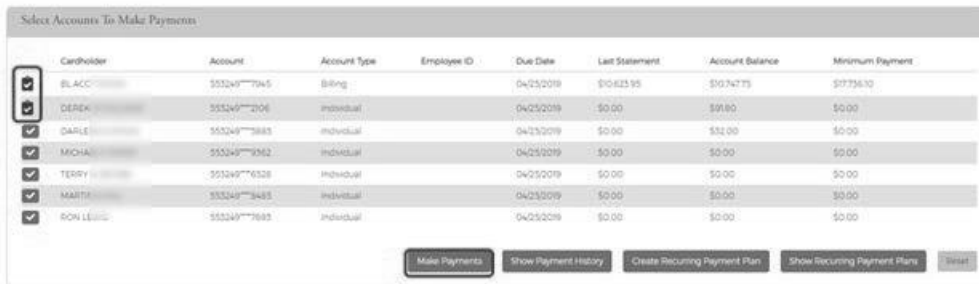 Select Accounts To Make Payments
Cardholder Account Account Type Employee ID Due Date Last Statement Account Balance Minimum Payment
BLACC 553249***7945 Billing 04/25/2019 $10,623.95 $10,747.75 $17,736.10
DEREK 553249***2106 Individual 04/25/2019 $0.00 $91.80 $0.00
DARLE 553249***5885 Individual 04/25/2019 $0.00 $32.00 $0.00
MICHA 553249***9362 Individual 04/25/2019 $0.00 $0.00 $0.00
TERRY 553249***6328 Individual 04/25/2019 $0.00 $0.00 $0.00
MARTI 553249***8485 Individual 04/25/2019 $0.00 $0.00 $0.00
RON 553249***7693 Individual 04/25/2019 $0.00 $0.00 $0.00
Make Payments Show Payment History Create Recurring Payment Plan Show Recurring Payment Plans Reset